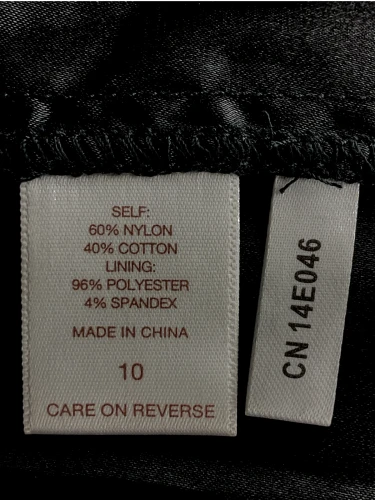 SELF:
60% NYLON
40% COTTON
LINING:
96% POLYESTER
4% SPANDEX
MADE IN CHINA
10
CARE ON REVERSE
CN 14E046